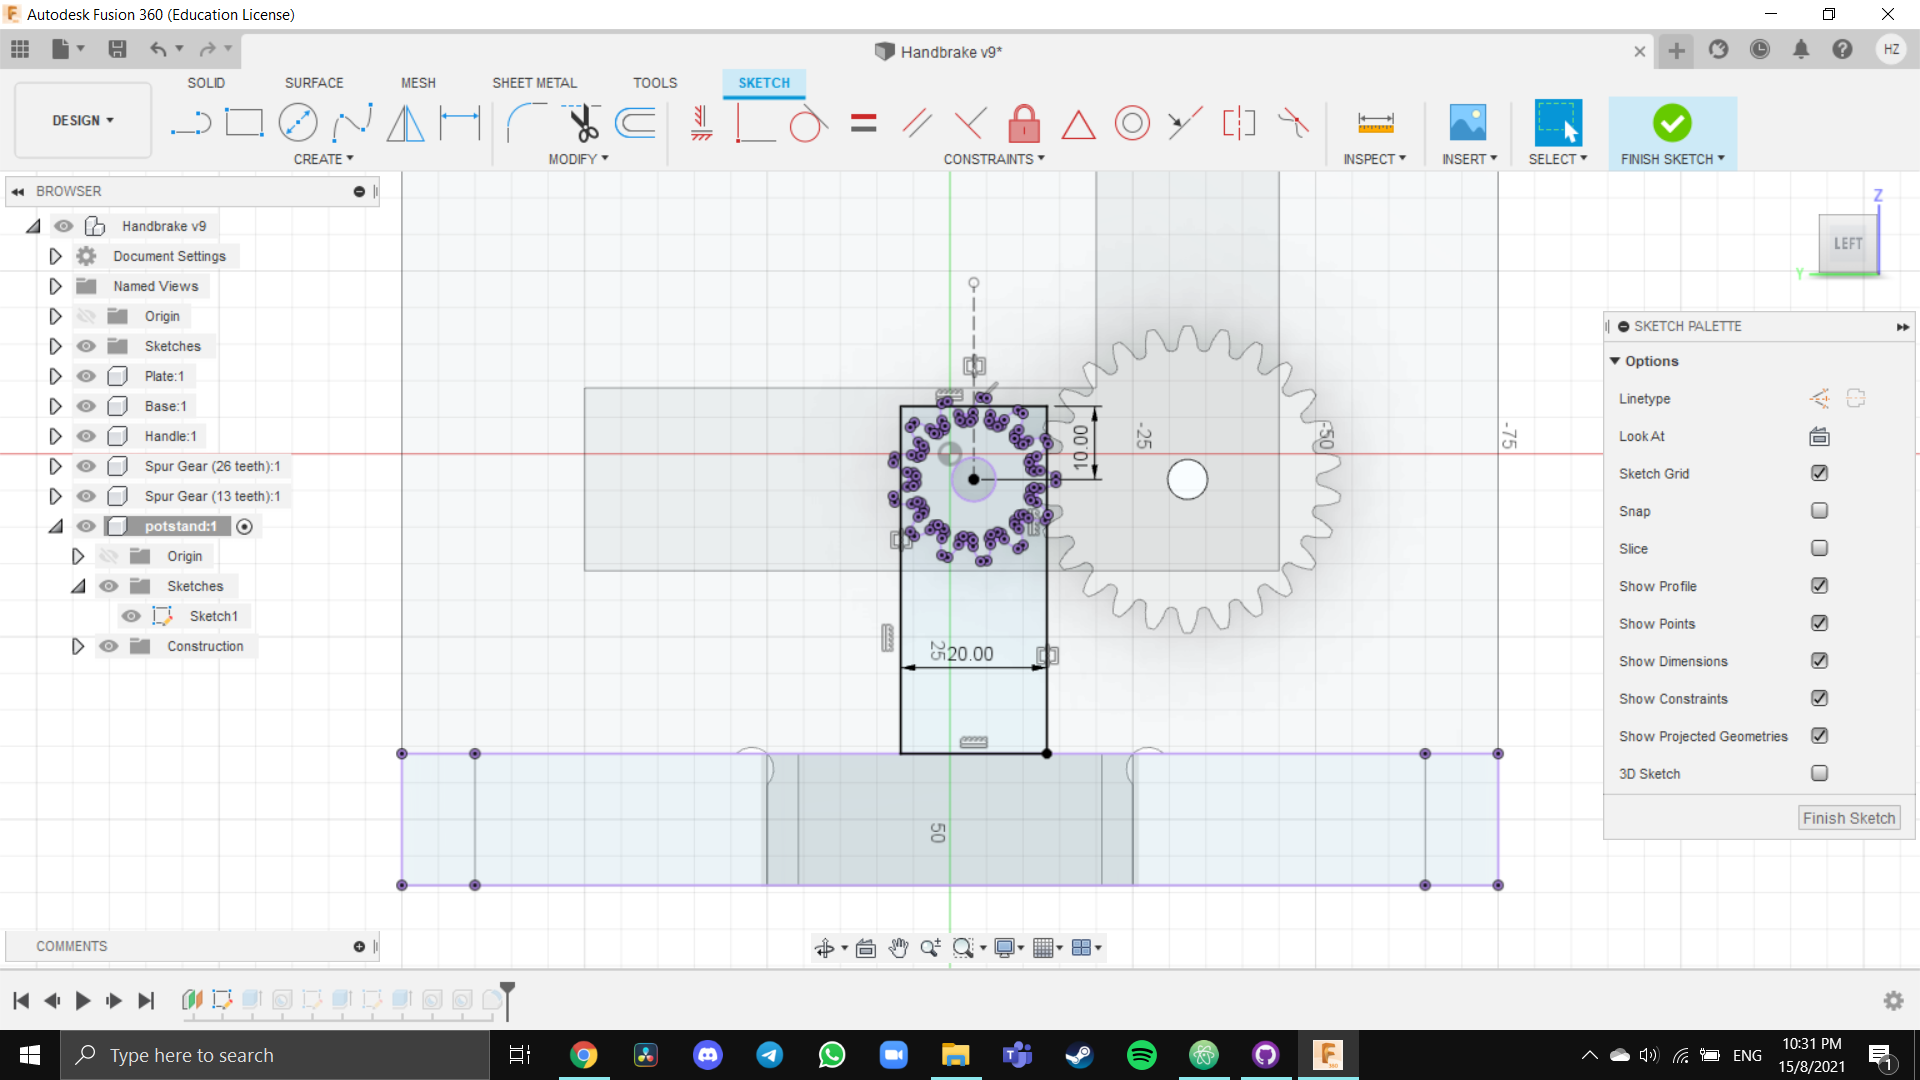 Autodesk Fusion 360 (Education License)
Handbrake v9*
HZ
DESIGN
SOLID
SURFACE
MESH
SHEET METAL
TOOLS
SKETCH
CREATE
MODIFY
CONSTRAINTS
INSPECT
INSERT
SELECT
FINISH SKETCH
BROWSER
Handbrake v9
Document Settings
Named Views
Origin
Sketches
Plate:1
Base:1
Handle:1
Spur Gear (26 teeth):1
Spur Gear (13 teeth):1
potstand:1
Origin
Sketches
Sketch1
Construction
Z
LEFT
Y
10.00
-25
-50
-75
25
20.00
50
SKETCH PALETTE
Options
Linetype
Look At
Sketch Grid
Snap
Slice
Show Profile
Show Points
Show Dimensions
Show Constraints
Show Projected Geometries
3D Sketch
Finish Sketch
COMMENTS
Type here to search
ENG
10:31 PM
15/8/2021
1